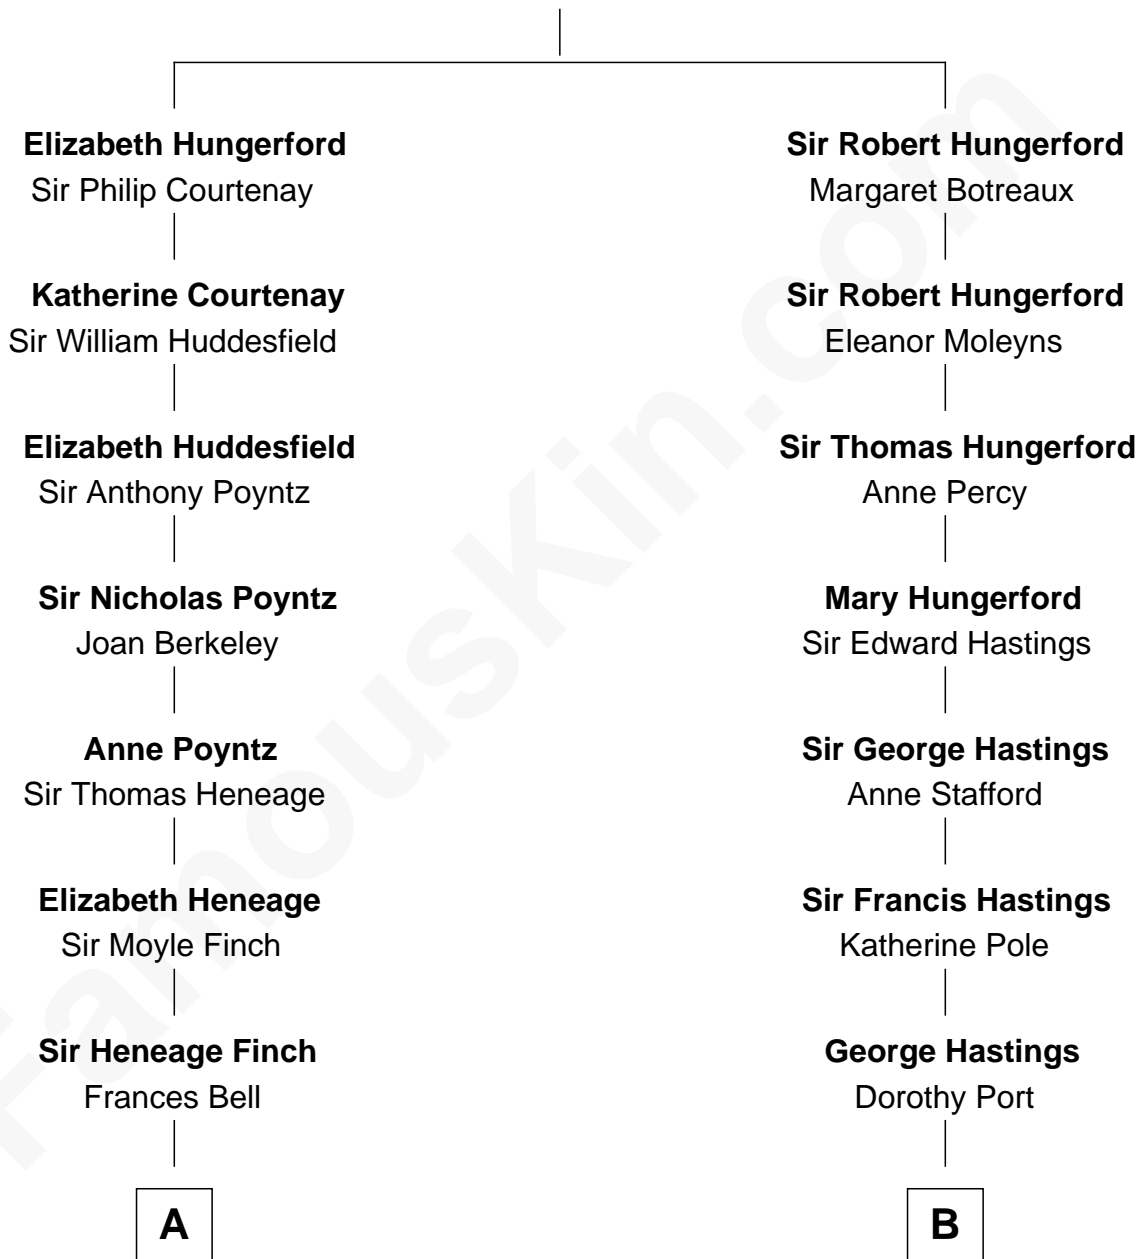 Elizabeth Hungerford
Sir Philip Courtenay
Katherine Courtenay
Sir William Huddesfield
Elizabeth Huddesfield
Sir Anthony Poyntz
Sir Nicholas Poyntz
Joan Berkeley
Anne Poyntz
Sir Thomas Heneage
Elizabeth Heneage
Sir Moyle Finch
Sir Heneage Finch
Frances Bell
A
Sir Robert Hungerford
Margaret Botreaux
Sir Robert Hungerford
Eleanor Moleyns
Sir Thomas Hungerford
Anne Percy
Mary Hungerford
Sir Edward Hastings
Sir George Hastings
Anne Stafford
Sir Francis Hastings
Katherine Pole
George Hastings
Dorothy Port
B
FamousKin.com